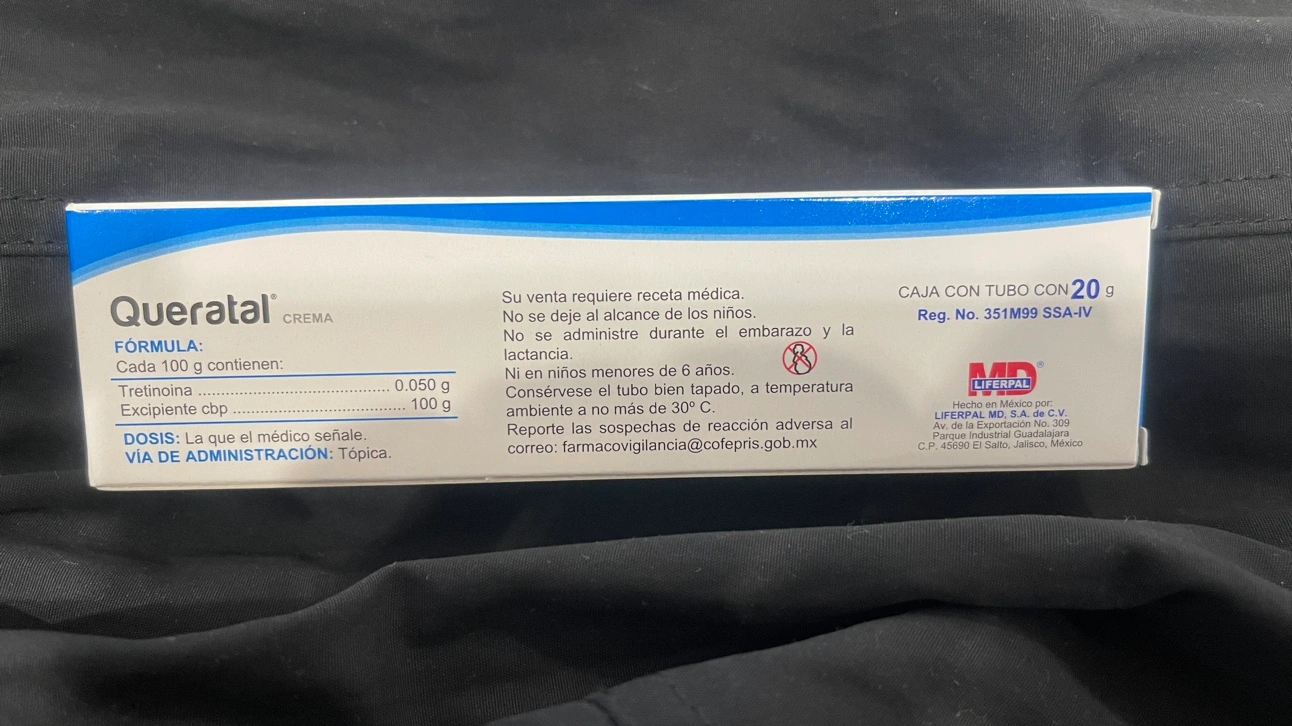 Queratal® CREMA
FÓRMULA:
Cada 100 g contienen:
Tretinoina ................................. 0.050 g
Excipiente cbp .................................. 100 g
DOSIS: La que el médico señale.
VÍA DE ADMINISTRACIÓN: Tópica.
Su venta requiere receta médica.
No se deje al alcance de los niños.
No se administre durante el embarazo y la
lactancia.
Ni en niños menores de 6 años.
Consérvese el tubo bien tapado, a temperatura
ambiente a no más de 30º C.
Reporte las sospechas de reacción adversa al
correo: farmacovigilancia@cofepris.gob.mx
CAJA CON TUBO CON 20 g
Reg. No. 351M99 SSA-IV
MD®
LIFERPAL
Hecho en México por:
LIFERPAL MD, S.A. de C.V.
Av. de la Exportación No. 309
Parque Industrial Guadalajara
C.P. 45690 El Salto, Jalisco, México